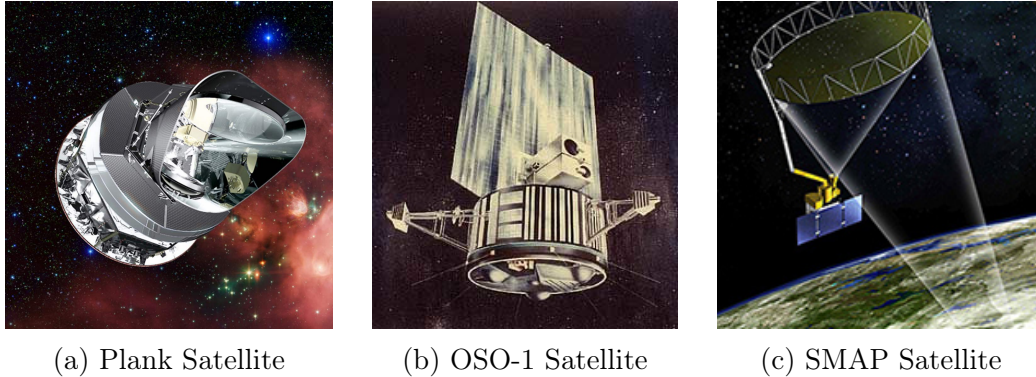 (a) Plank Satellite
(b) OSO-1 Satellite
(c) SMAP Satellite